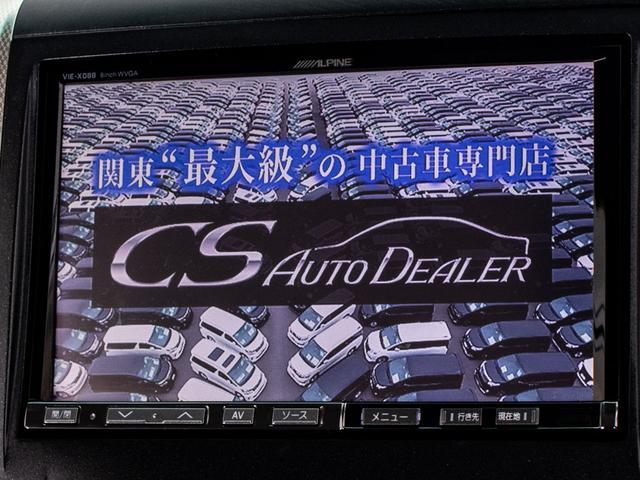 VIE-X088 8inch WVGA
ALPINE
関東“最大級”の 中古車専門店
CS AUTO DEALER
開/閉 AV ソース メニュー 行き先 現在地